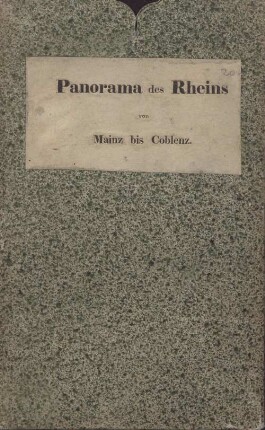 Panorama des Rheins
von
Mainz bis Coblenz.